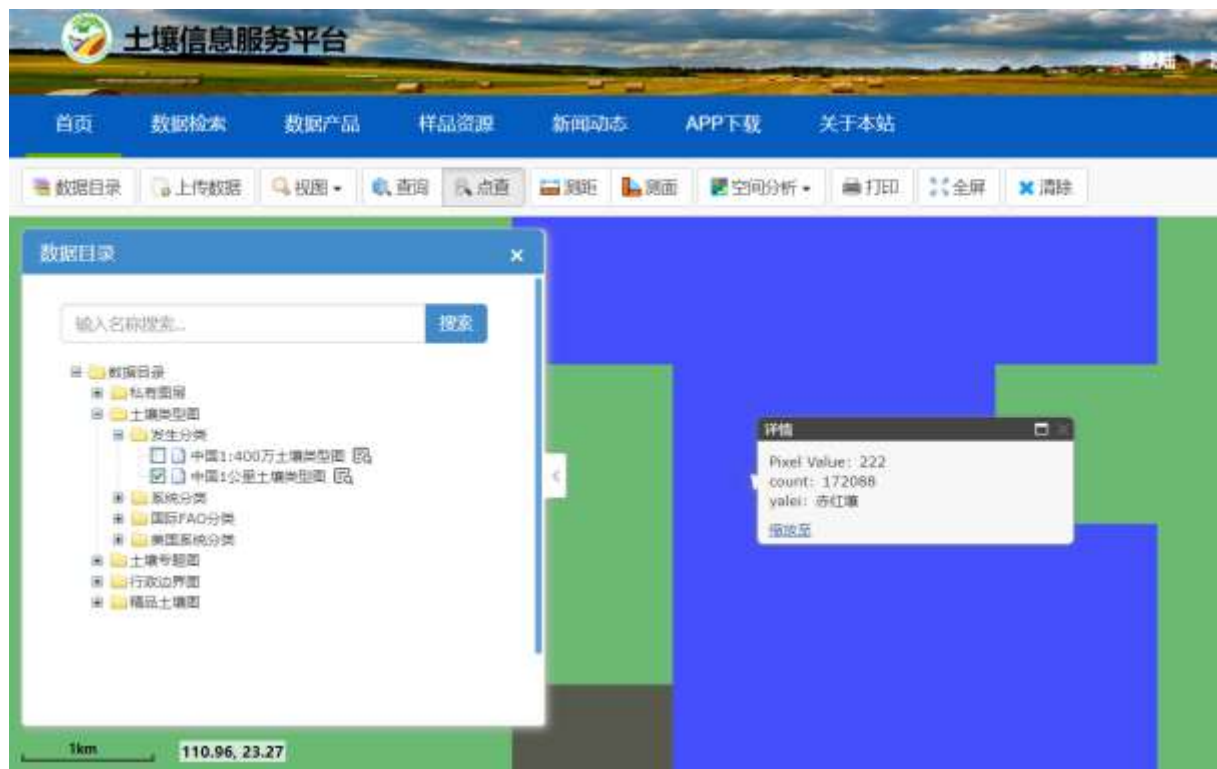 土壤信息服务平台
登陆
首页 数据检索 数据产品 样品资源 新闻动态 APP下载 关于本站
数据目录 上传数据 视图 查询 点查 测距 测面 空间分析 打印 全屏 清除
数据目录 ×
输入名称搜索... 搜索
数据目录
私有图层
土壤类型图
发生分类
中国1:400万土壤类型图
中国1公里土壤类型图
系统分类
国际FAO分类
美国系统分类
土壤专题图
行政边界图
精品土壤图
详情
Pixel Value: 222
count: 172088
yalei: 赤红壤
缩放至
1km 110.96, 23.27